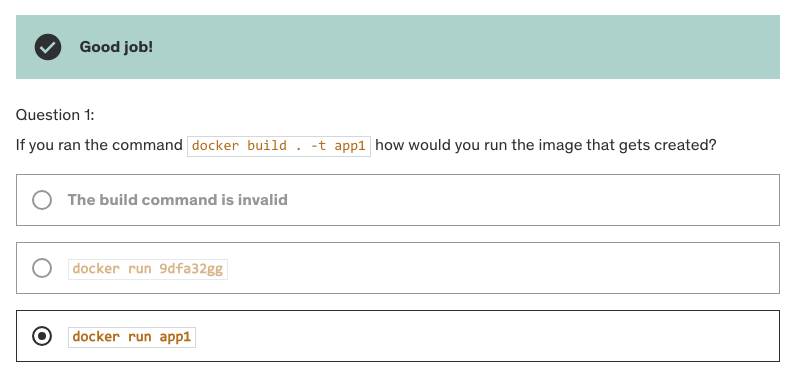 Good job!
Question 1:
If you ran the command docker build . -t app1 how would you run the image that gets created?
The build command is invalid
docker run 9dfa32gg
docker run app1